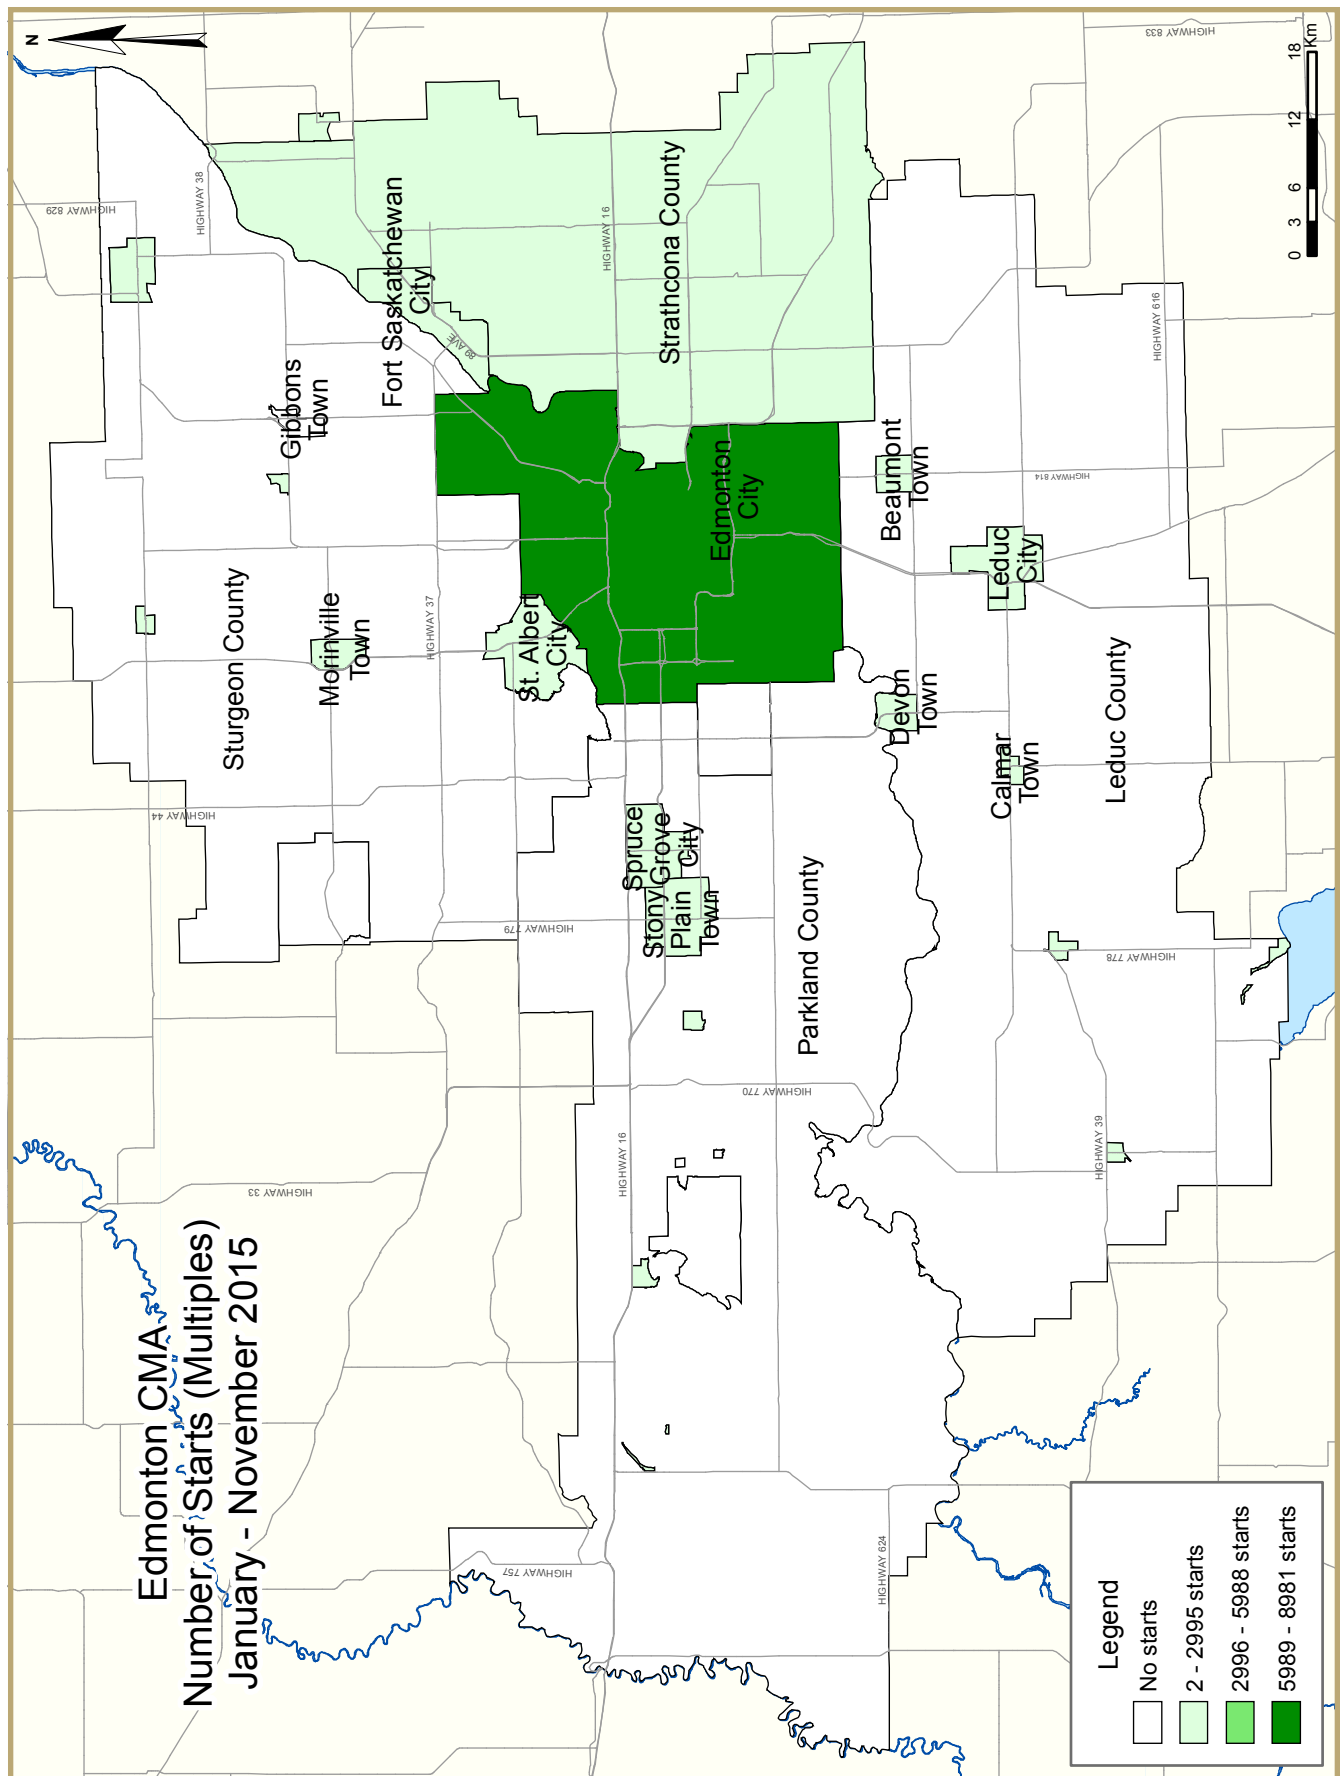 Edmonton CMA
Number of Starts (Multiples)
January - November 2015
N
HIGHWAY 829
HIGHWAY 38
HIGHWAY 833
HIGHWAY 44
HIGHWAY 37
HIGHWAY 33
HIGHWAY 779
HIGHWAY 757
HIGHWAY 16
HIGHWAY 16
89 AVE
HIGHWAY 770
HIGHWAY 624
HIGHWAY 814
HIGHWAY 616
HIGHWAY 778
HIGHWAY 39
Gibbons
Town
Fort Saskatchewan
City
Sturgeon County
Morinville
Town
St. Albert
City
Strathcona County
Edmonton
City
Spruce
Grove
City
Stony
Plain
Town
Parkland County
Beaumont
Town
Devon
Town
Leduc
City
Calmar
Town
Leduc County
Legend
No starts
2 - 2995 starts
2996 - 5988 starts
5989 - 8981 starts
0 3 6 12 18
Km